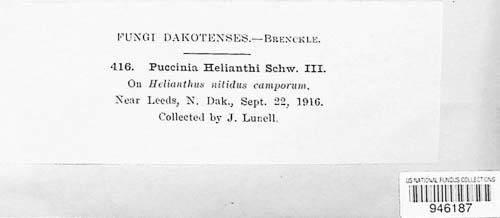 FUNGI DAKOTENSES.—BRENCKLE.
416. Puccinia Helianthi Schw. III.
On Helianthus nitidus camporum.
Near Leeds, N. Dak., Sept. 22, 1916.
Collected by J. Lunell.
US NATIONAL FUNGUS COLLECTIONS
946187